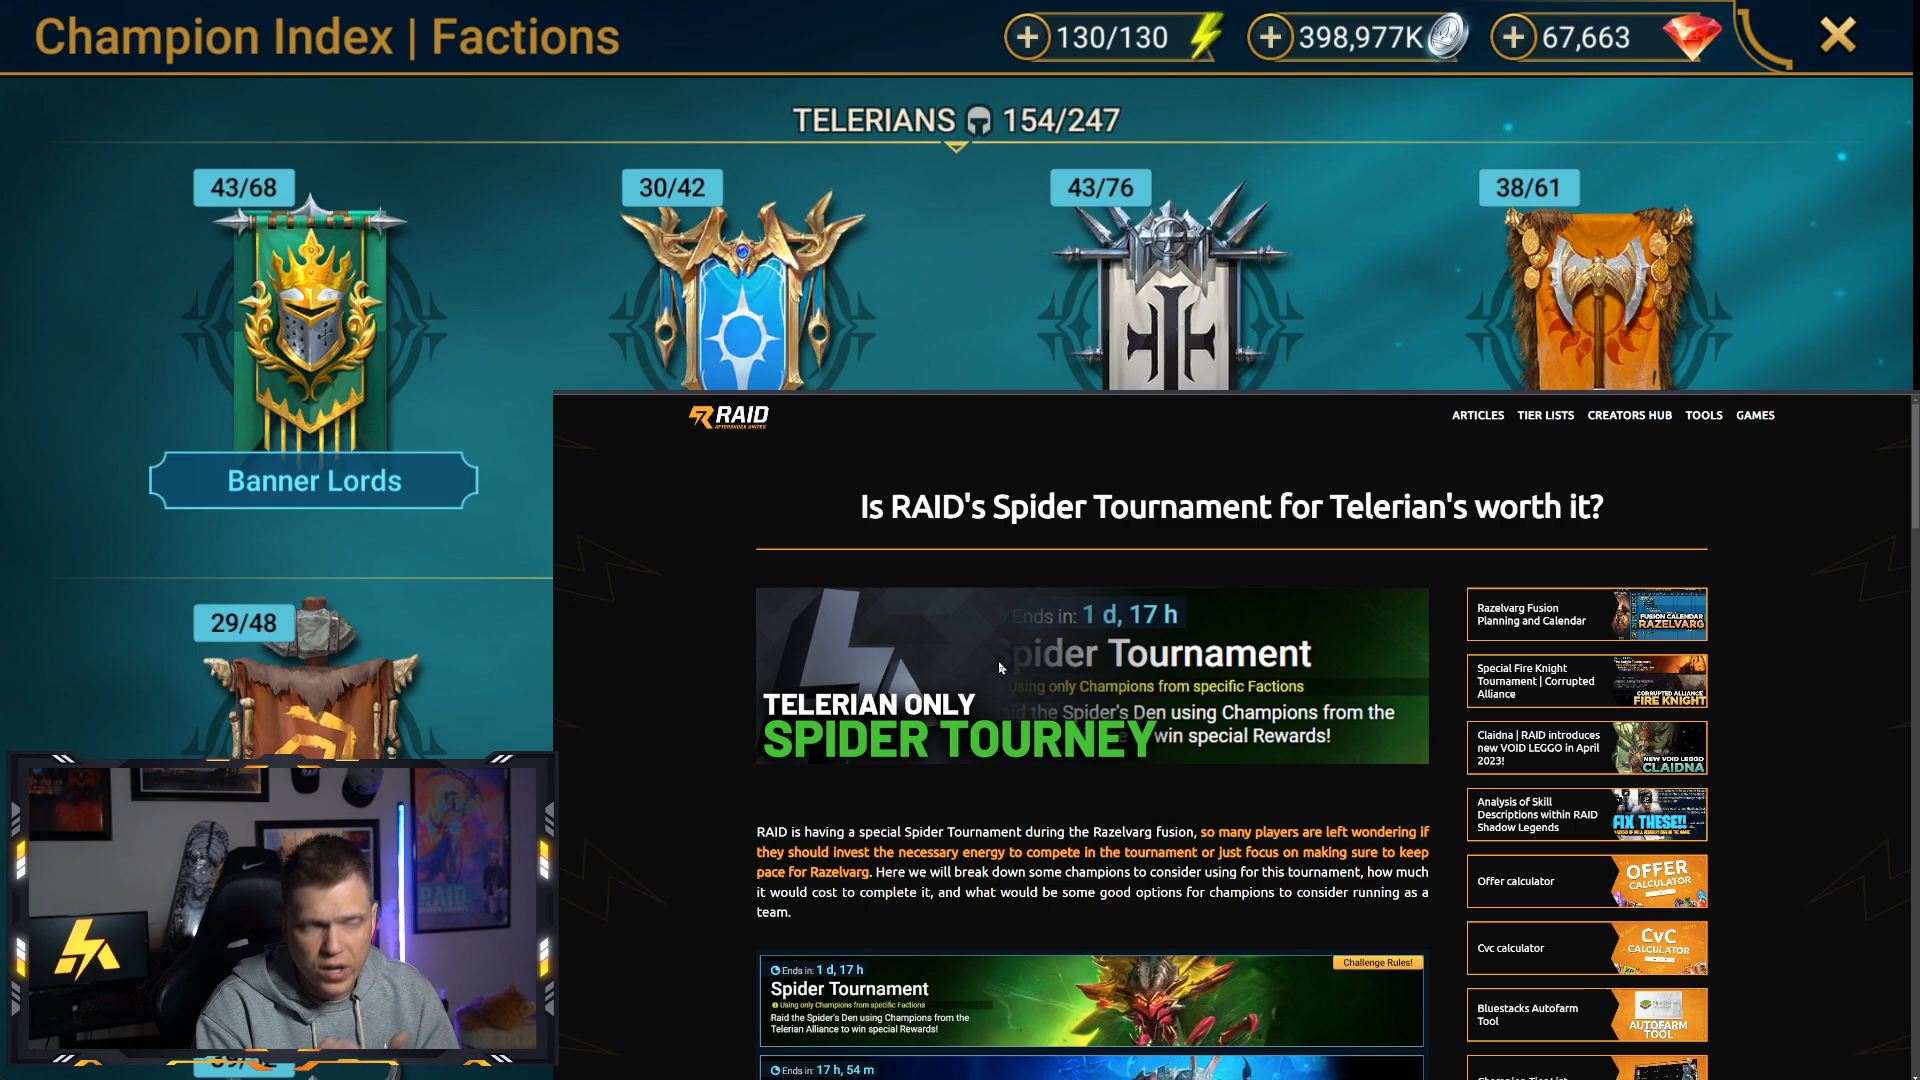 Champion Index | Factions
130/130
398,977K
67,663
TELERIANS 154/247
43/68
30/42
43/76
38/61
Banner Lords
29/48
RAID
AFTERSHOCK UNITED
ARTICLES
TIER LISTS
CREATORS HUB
TOOLS
GAMES
Is RAID's Spider Tournament for Telerian's worth it?
Ends in: 1 d, 17 h
Spider Tournament
Using only Champions from specific Factions
the Spider's Den using Champions from the
win special Rewards!
TELERIAN ONLY
SPIDER TOURNEY
RAID is having a special Spider Tournament during the Razelvarg fusion, so many players are left wondering if
they should invest the necessary energy to compete in the tournament or just focus on making sure to keep
pace for Razelvarg. Here we will break down some champions to consider using for this tournament, how much
it would cost to complete it, and what would be some good options for champions to consider running as a
team.
Ends in: 1 d, 17 h
Challenge Rules!
Spider Tournament
Using only Champions from specific Factions
Raid the Spider's Den using Champions from the
Telerian Alliance to win special Rewards!
Ends in: 17 h, 54 m
Razelvarg Fusion
Planning and Calendar
FUSION CALENDAR
RAZELVARG
Special Fire Knight
Tournament | Corrupted
Alliance
CORRUPTED ALLIANCE
FIRE KNIGHT
Claidna | RAID introduces
new VOID LEGGO in April
2023!
NEW VOID LEGGO
CLAIDNA
Analysis of Skill
Descriptions within RAID
Shadow Legends
FIX THESE!!
Offer calculator
OFFER
CALCULATOR
Cvc calculator
CvC
CALCULATOR
Bluestacks Autofarm
Tool
AUTOFARM
TOOL
RAID